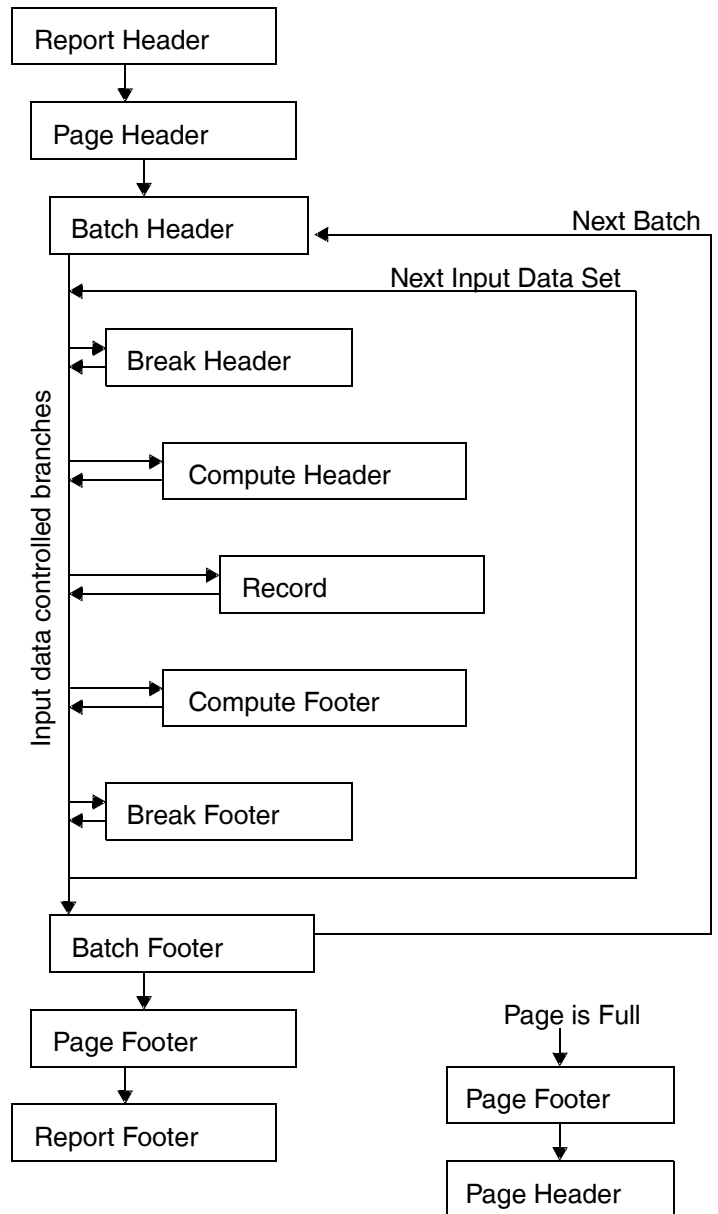 Report Header
Page Header
Batch Header
Next Batch
Next Input Data Set
Break Header
Input data controlled branches
Compute Header
Record
Compute Footer
Break Footer
Batch Footer
Page Footer
Report Footer
Page is Full
Page Footer
Page Header